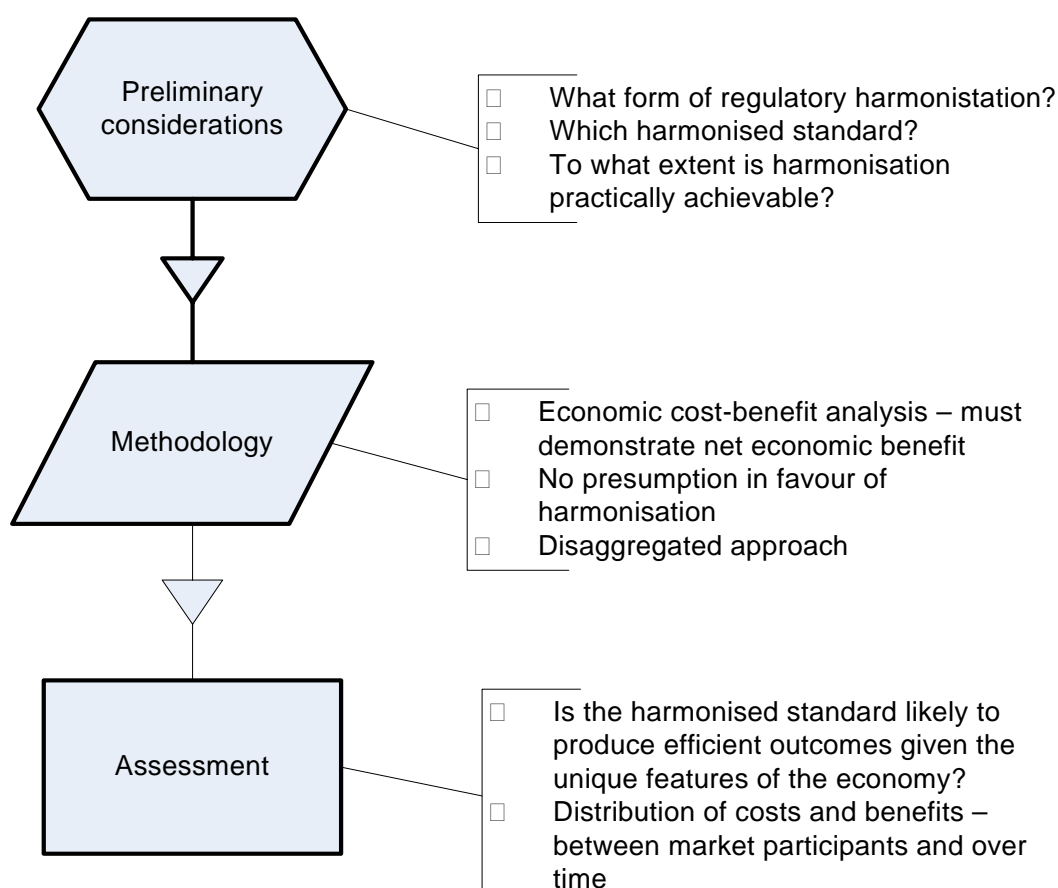 Preliminary
considerations
□ What form of regulatory harmonistation?
□ Which harmonised standard?
□ To what extent is harmonisation
practically achievable?
Methodology
□ Economic cost-benefit analysis – must
demonstrate net economic benefit
□ No presumption in favour of
harmonisation
□ Disaggregated approach
Assessment
□ Is the harmonised standard likely to
produce efficient outcomes given the
unique features of the economy?
□ Distribution of costs and benefits –
between market participants and over
time